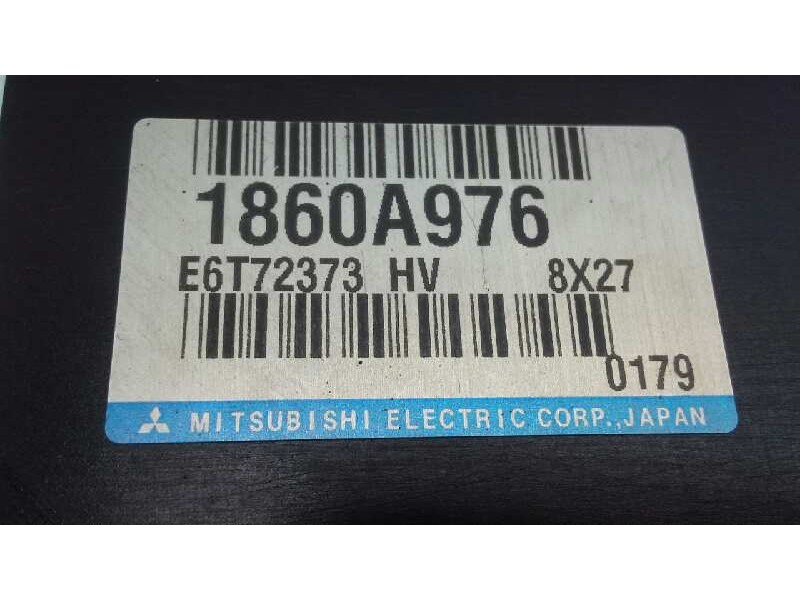 1860A976
E6T72373 HV 8X27
0179
MITSUBISHI ELECTRIC CORP.,JAPAN